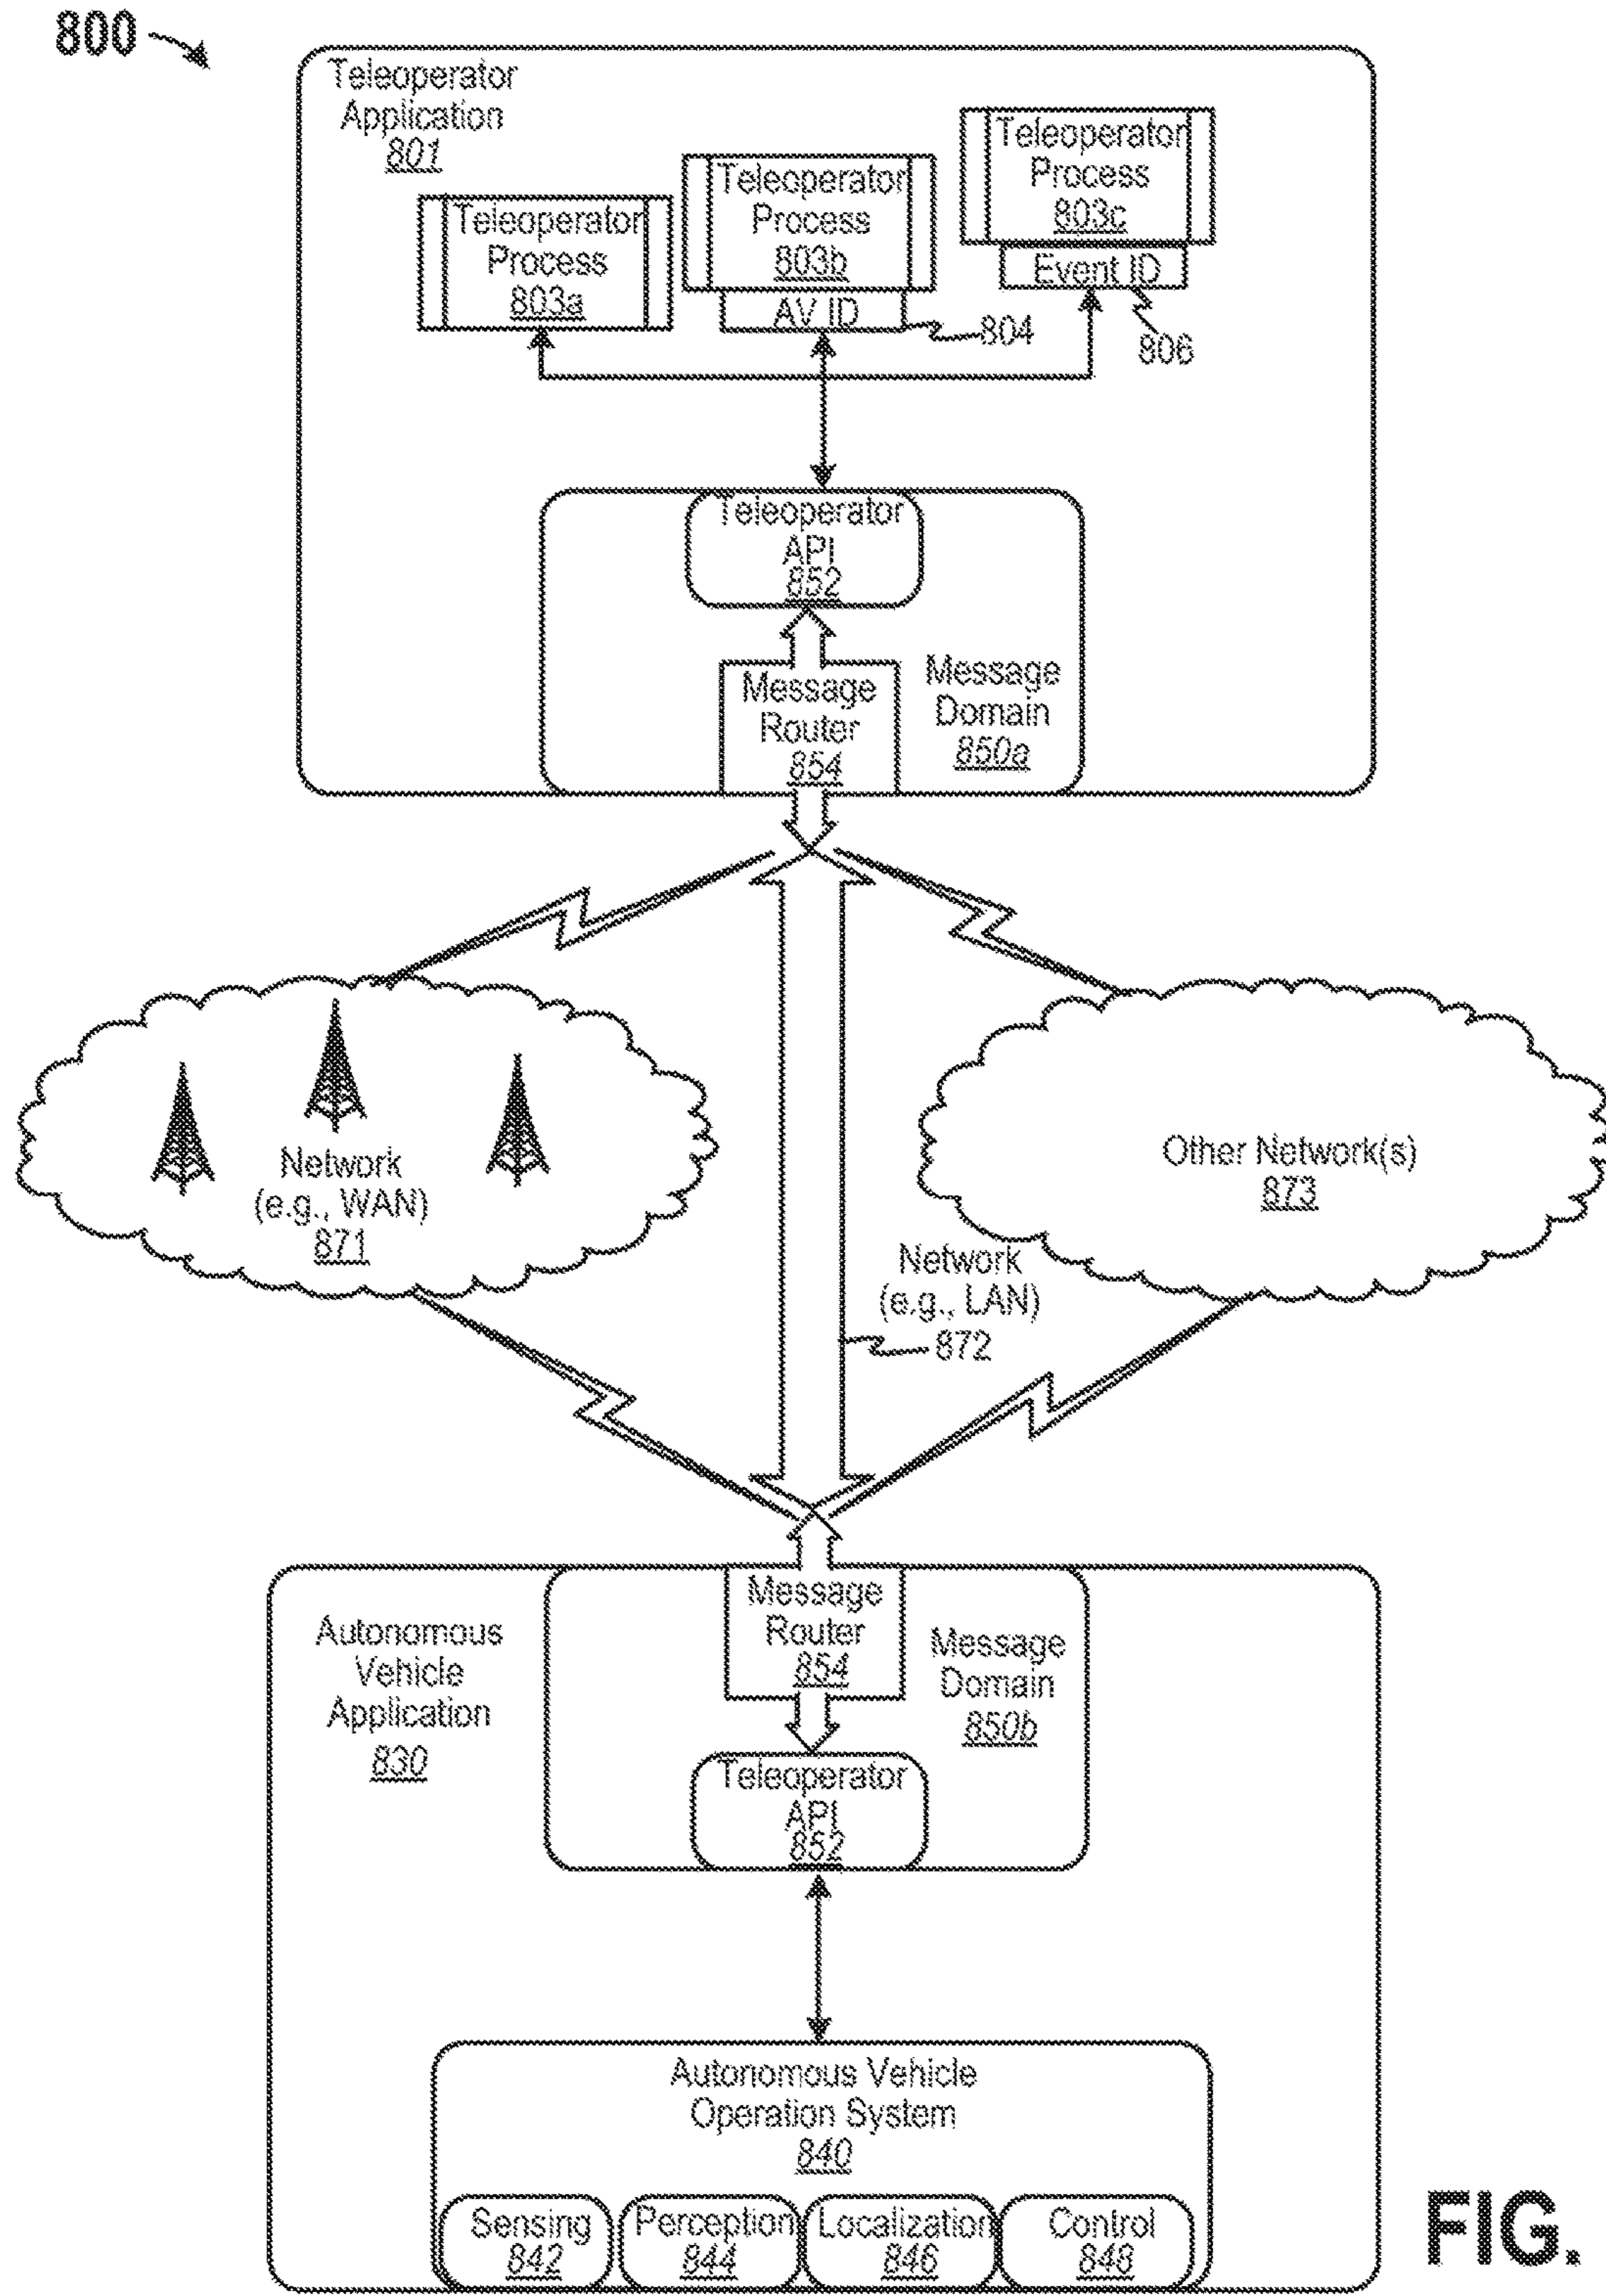 800
Teleoperator
Application
801
Teleoperator
Process
803a
Teleoperator
Process
803b
AV ID
804
Teleoperator
Process
803c
Event ID
806
Teleoperator
API
852
Message
Router
854
Message
Domain
850a
Network
(e.g., WAN)
871
Other Network(s)
873
Network
(e.g., LAN)
872
Autonomous
Vehicle
Application
830
Message
Router
854
Message
Domain
850b
Teleoperator
API
852
Autonomous Vehicle
Operation System
840
Sensing
842
Perception
844
Localization
846
Control
848
FIG.